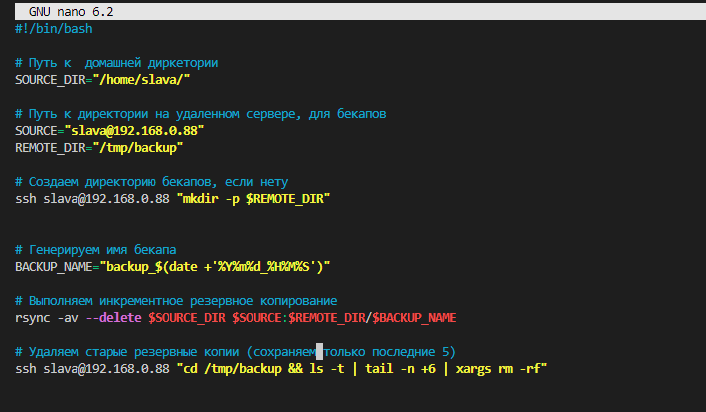 GNU nano 6.2
#!/bin/bash
# Путь к  домашней диркетории
SOURCE_DIR="/home/slava/"
# Путь к директории на удаленном сервере, для бекапов
SOURCE="slava@192.168.0.88"
REMOTE_DIR="/tmp/backup"
# Создаем директорию бекапов, если нету
ssh slava@192.168.0.88 "mkdir -p $REMOTE_DIR"
# Генерируем имя бекапа
BACKUP_NAME="backup_$(date +'%Y%m%d_%H%M%S')"
# Выполняем инкрементное резервное копирование
rsync -av --delete $SOURCE_DIR $SOURCE:$REMOTE_DIR/$BACKUP_NAME
# Удаляем старые резервные копии (сохраняем только последние 5)
ssh slava@192.168.0.88 "cd /tmp/backup && ls -t | tail -n +6 | xargs rm -rf"